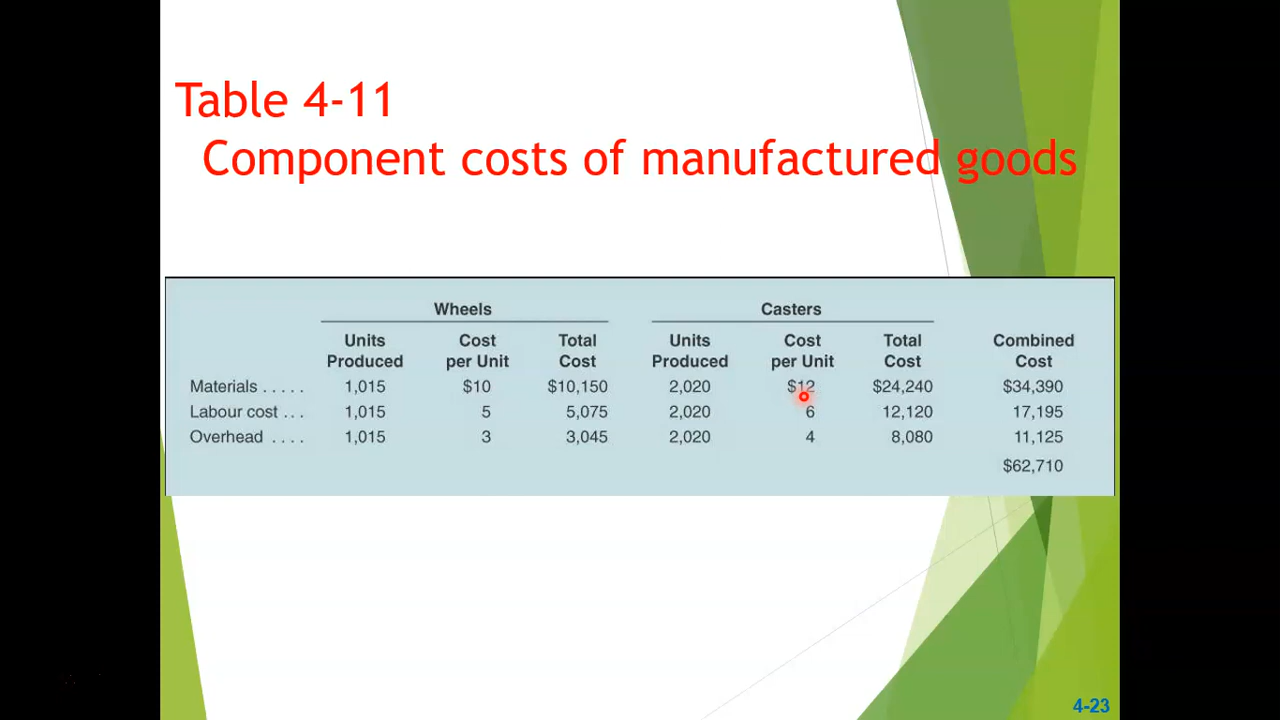 Table 4-11
Component costs of manufactured goods
Wheels Casters
Units Cost Total Units Cost Total Combined
Produced per Unit Cost Produced per Unit Cost Cost
Materials ..... 1,015 $10 $10,150 2,020 $12 $24,240 $34,390
Labour cost ... 1,015 5 5,075 2,020 6 12,120 17,195
Overhead .... 1,015 3 3,045 2,020 4 8,080 11,125
$62,710
4-23